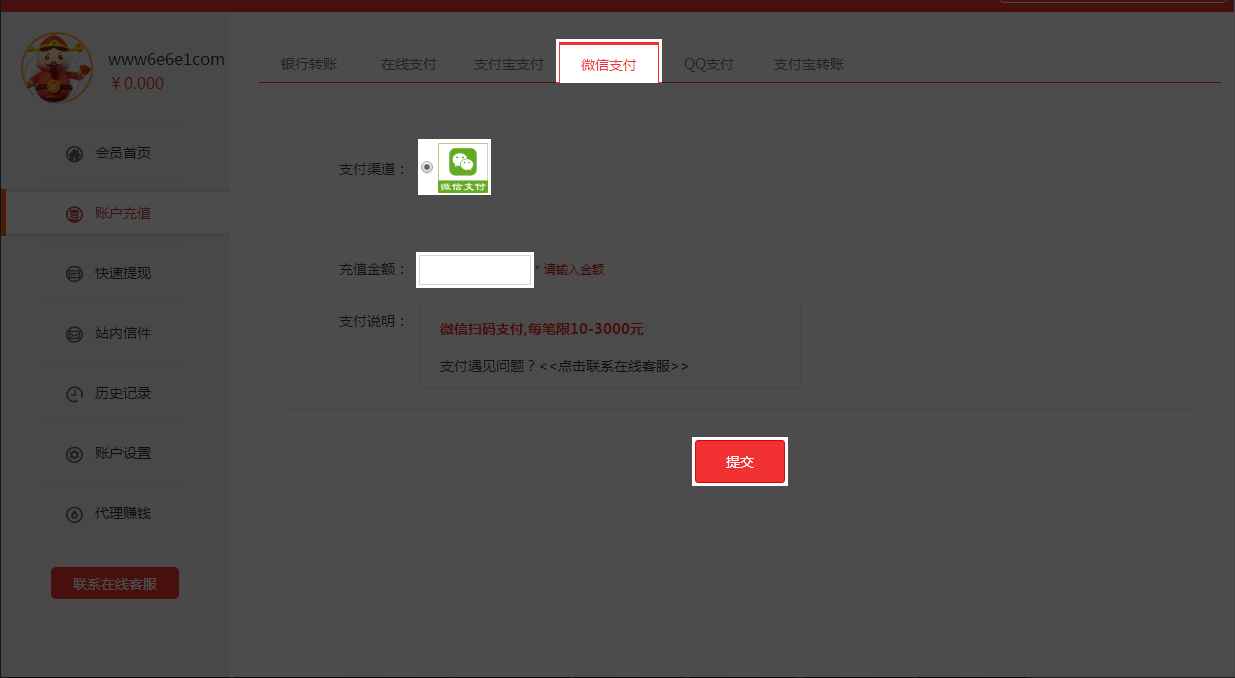 www6e6e1com
¥ 0.000
会员首页
账户充值
快速提现
站内信件
历史记录
账户设置
代理赚钱
联系在线客服
银行转账 在线支付 支付宝支付 微信支付 QQ支付 支付宝转账
支付渠道：
微信支付
充值金额： * 请输入金额
支付说明：
微信扫码支付,每笔限10-3000元
支付遇见问题？<<点击联系在线客服>>
提交